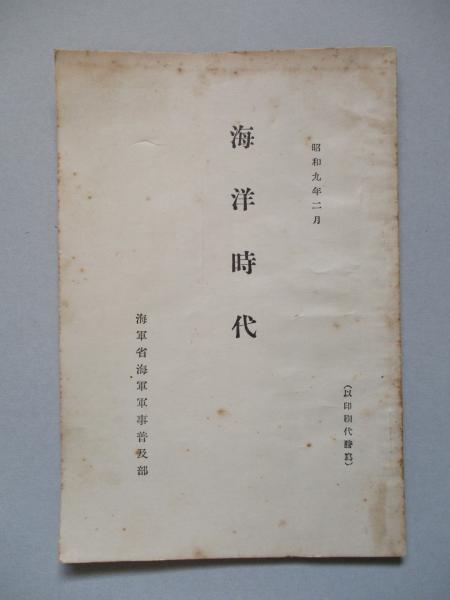 昭和九年二月
（以印刷代謄寫）
海洋時代
海軍省海軍軍事普及部